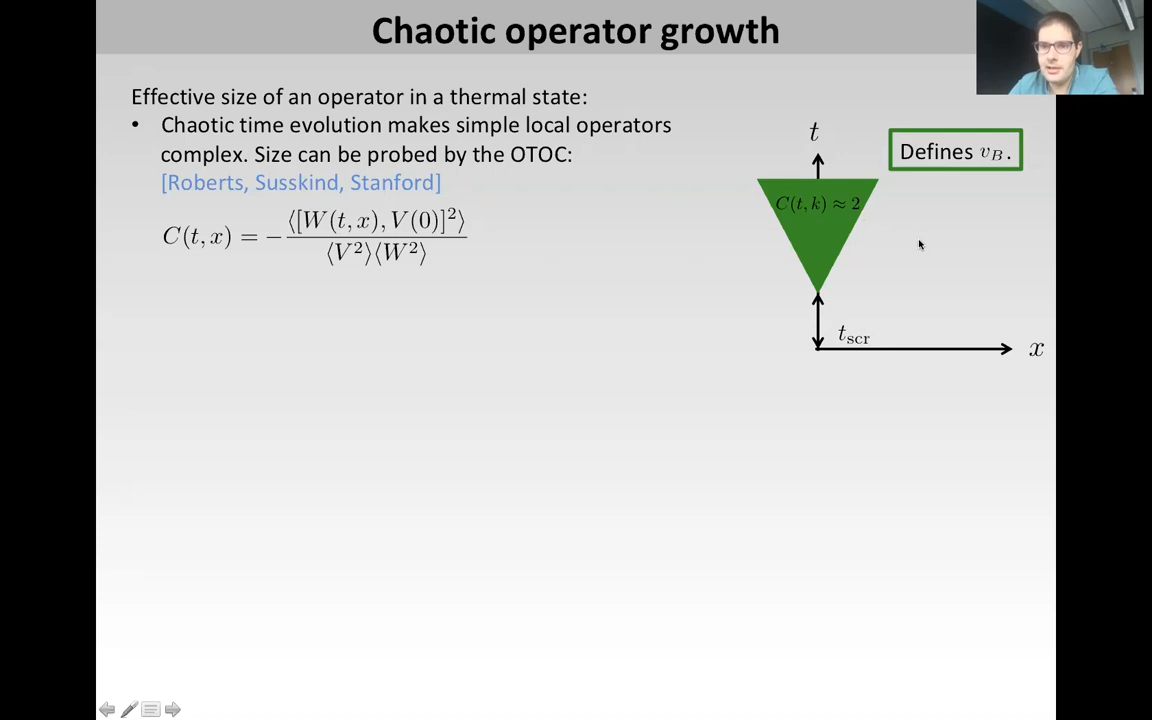 Chaotic operator growth
Effective size of an operator in a thermal state:
• Chaotic time evolution makes simple local operators
complex. Size can be probed by the OTOC:
[Roberts, Susskind, Stanford]
C(t, x) = −⟨[W(t, x), V(0)]²⟩ / ⟨V²⟩⟨W²⟩
t
Defines v_B.
C(t, k) ≈ 2
t_scr
x